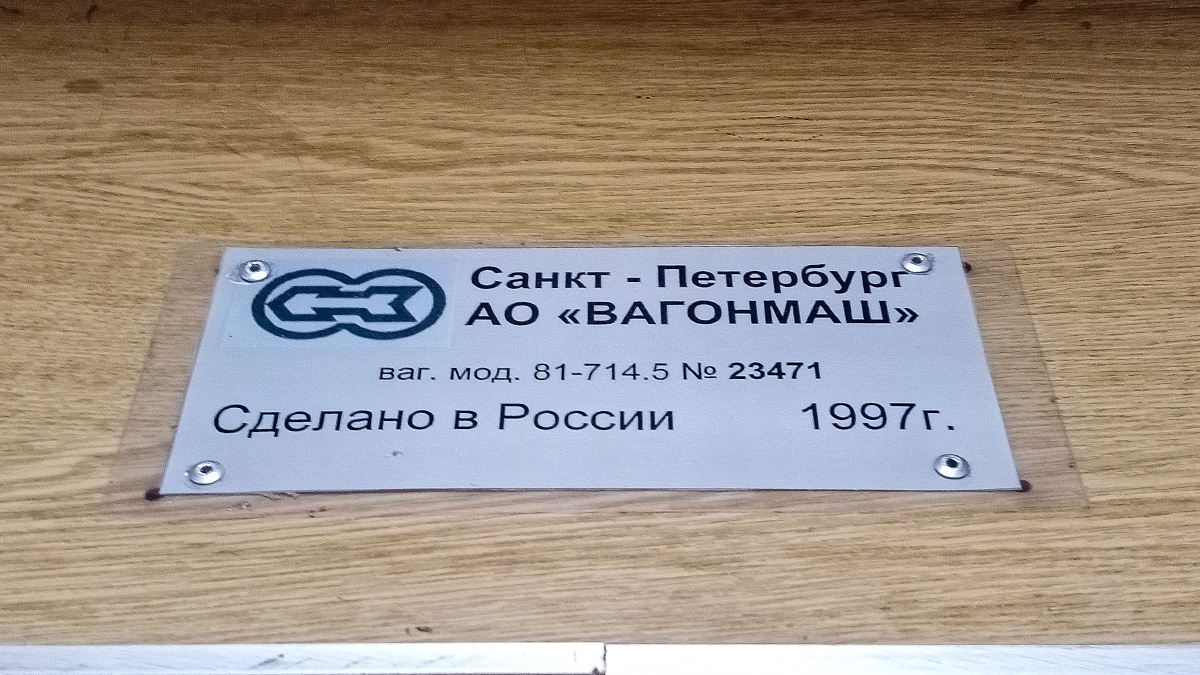 Санкт - Петербург
АО «ВАГОНМАШ»
ваг. мод. 81-714.5 № 23471
Сделано в России 1997г.